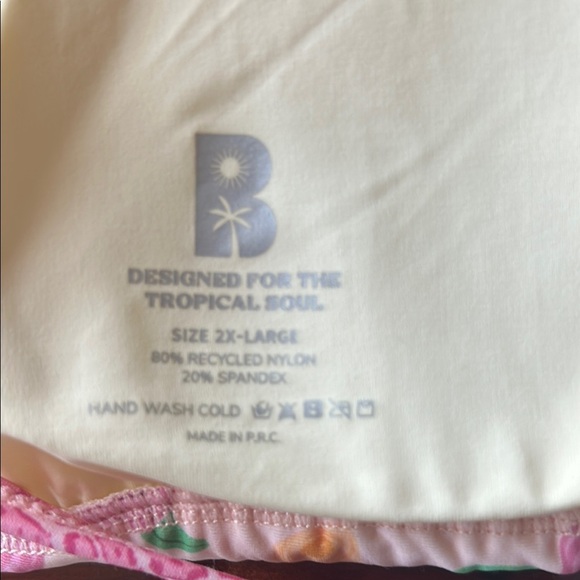 B
DESIGNED FOR THE
TROPICAL SOUL
SIZE 2X-LARGE
80% RECYCLED NYLON
20% SPANDEX
HAND WASH COLD
MADE IN P.R.C.